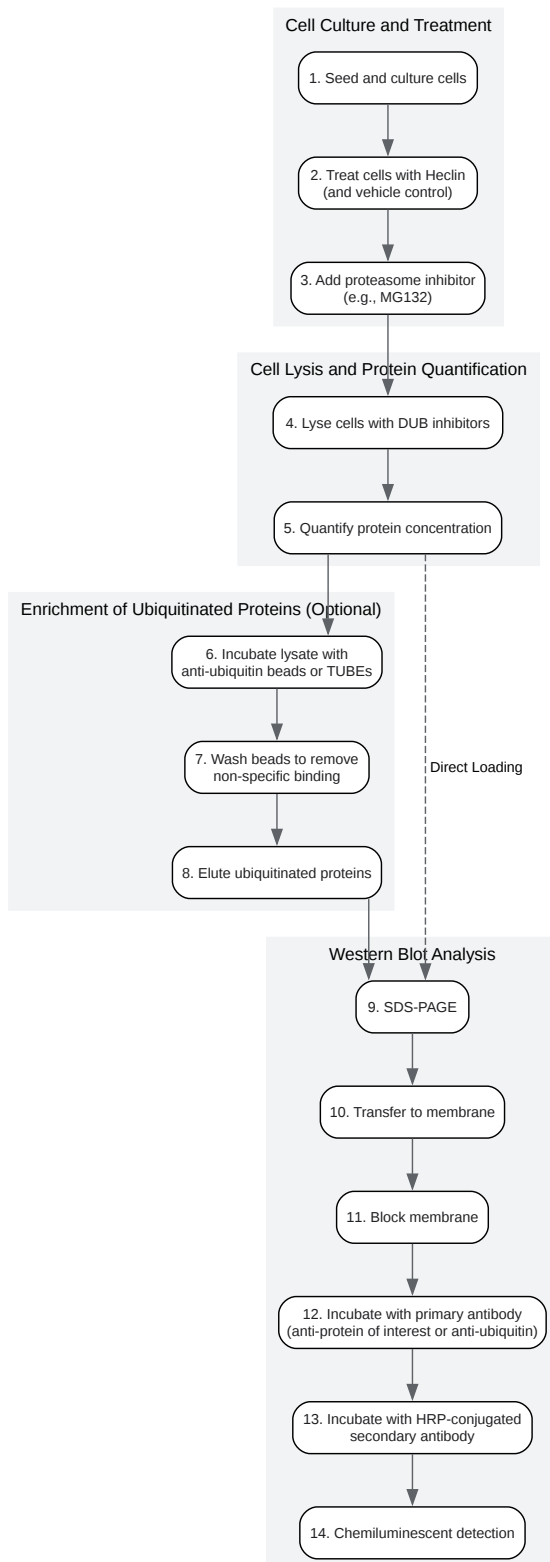 Cell Culture and Treatment
1. Seed and culture cells
2. Treat cells with Heclin
(and vehicle control)
3. Add proteasome inhibitor
(e.g., MG132)
Cell Lysis and Protein Quantification
4. Lyse cells with DUB inhibitors
5. Quantify protein concentration
Enrichment of Ubiquitinated Proteins (Optional)
6. Incubate lysate with
anti-ubiquitin beads or TUBEs
7. Wash beads to remove
non-specific binding
Direct Loading
8. Elute ubiquitinated proteins
Western Blot Analysis
9. SDS-PAGE
10. Transfer to membrane
11. Block membrane
12. Incubate with primary antibody
(anti-protein of interest or anti-ubiquitin)
13. Incubate with HRP-conjugated
secondary antibody
14. Chemiluminescent detection